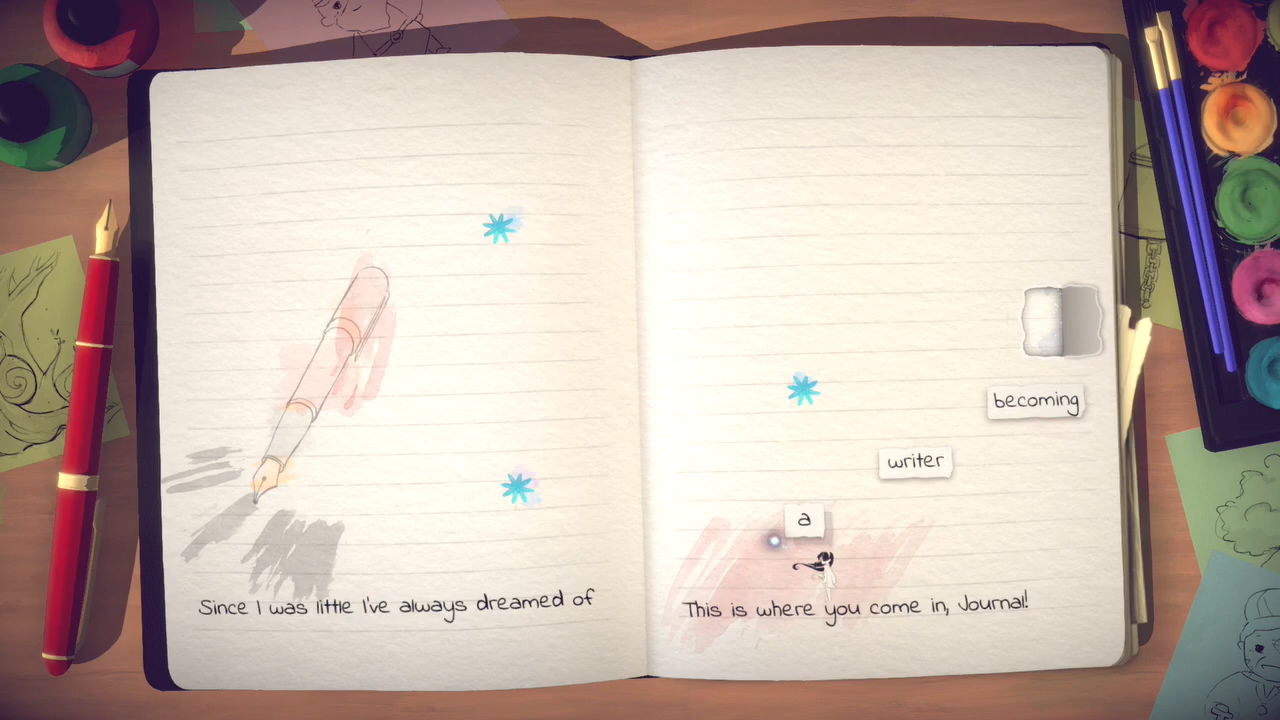 Since I was little I've always dreamed of
becoming
writer
a
This is where you come in, Journal!